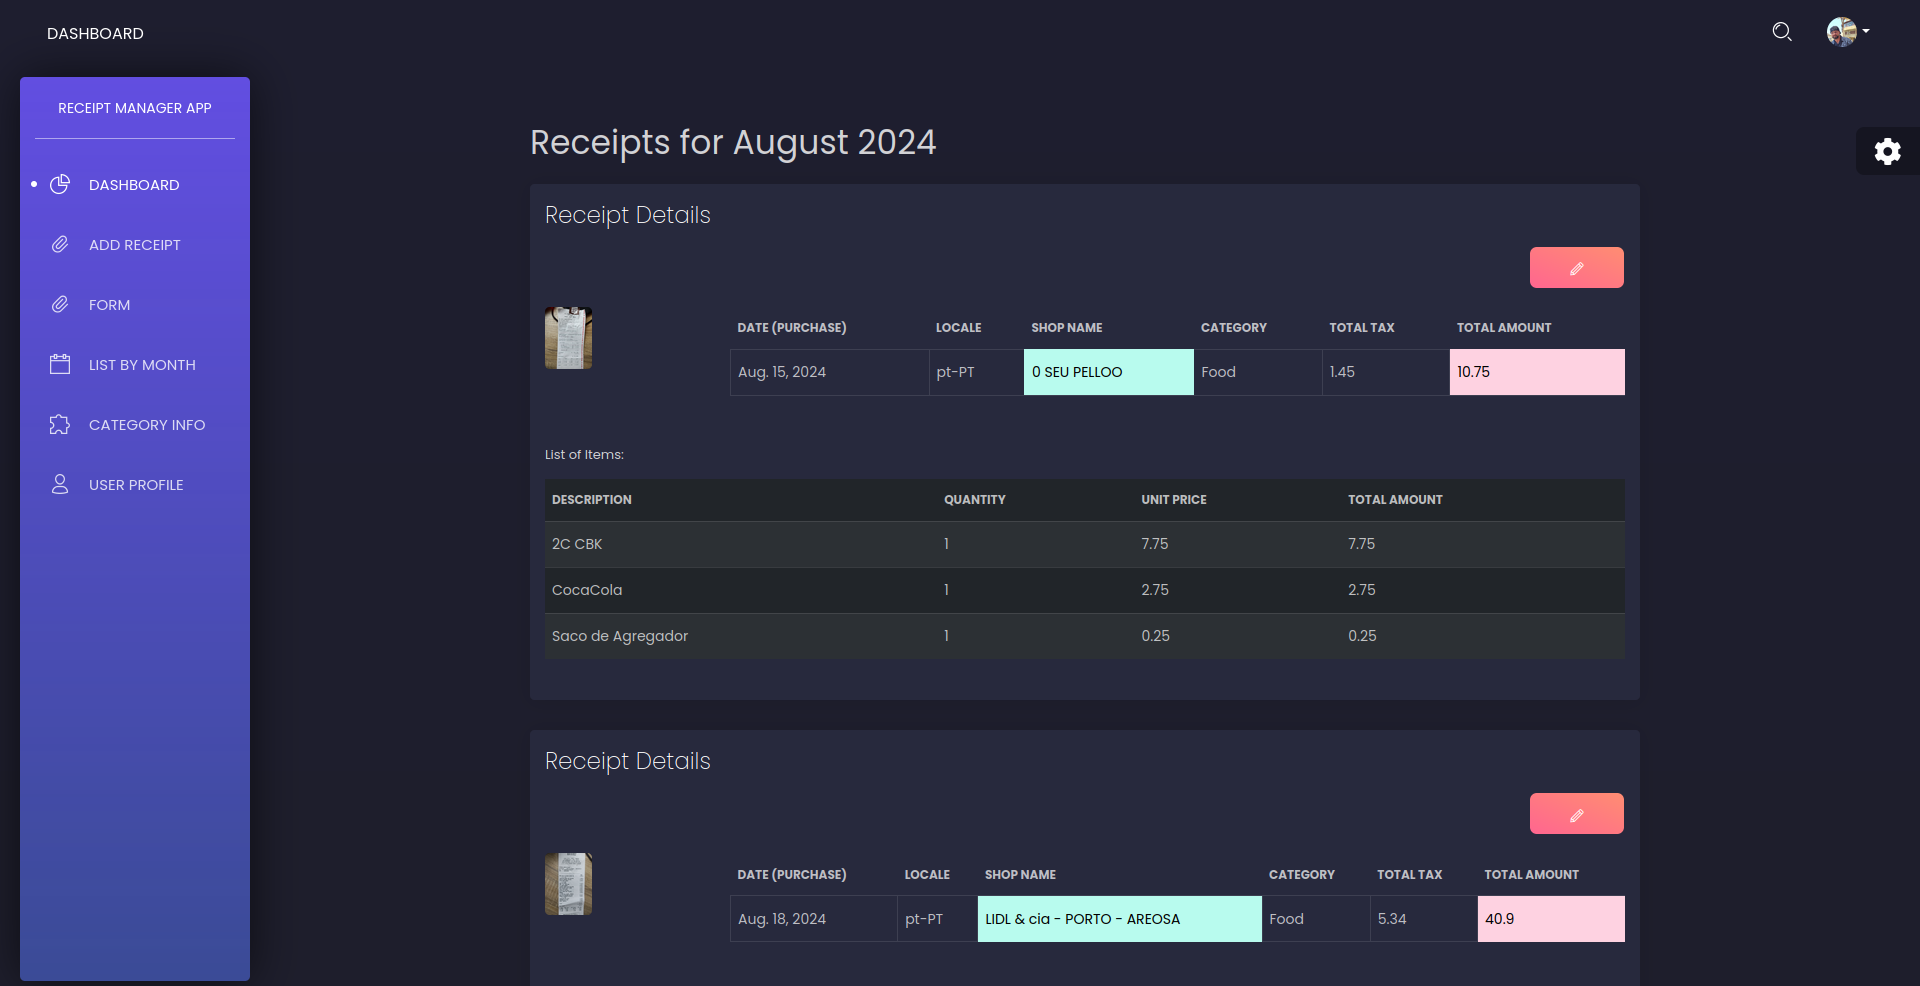 DASHBOARD
RECEIPT MANAGER APP
DASHBOARD
ADD RECEIPT
FORM
LIST BY MONTH
CATEGORY INFO
USER PROFILE
Receipts for August 2024
Receipt Details
DATE (PURCHASE) LOCALE SHOP NAME CATEGORY TOTAL TAX TOTAL AMOUNT
Aug. 15, 2024 pt-PT 0 SEU PELLOO Food 1.45 10.75
List of Items:
DESCRIPTION QUANTITY UNIT PRICE TOTAL AMOUNT
2C CBK 1 7.75 7.75
CocaCola 1 2.75 2.75
Saco de Agregador 1 0.25 0.25
Receipt Details
DATE (PURCHASE) LOCALE SHOP NAME CATEGORY TOTAL TAX TOTAL AMOUNT
Aug. 18, 2024 pt-PT LIDL & cia - PORTO - AREOSA Food 5.34 40.9